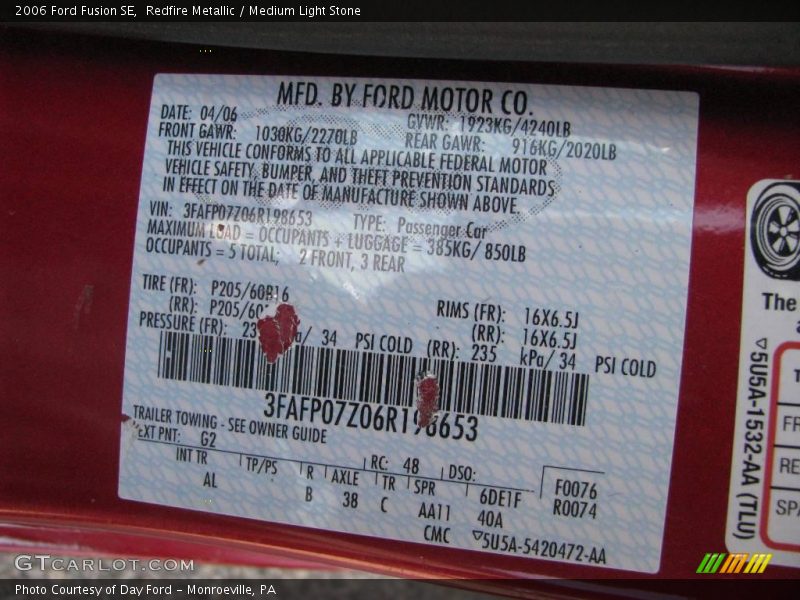 2006 Ford Fusion SE, Redfire Metallic / Medium Light Stone
MFD. BY FORD MOTOR CO.
DATE: 04/06 GVWR: 1923KG/4240LB
FRONT GAWR: 1030KG/2270LB REAR GAWR: 916KG/2020LB
THIS VEHICLE CONFORMS TO ALL APPLICABLE FEDERAL MOTOR
VEHICLE SAFETY, BUMPER, AND THEFT PREVENTION STANDARDS
IN EFFECT ON THE DATE OF MANUFACTURE SHOWN ABOVE.
VIN: 3FAFP07Z06R198653 TYPE: Passenger Car
MAXIMUM LOAD = OCCUPANTS + LUGGAGE = 385KG/ 850LB
OCCUPANTS = 5 TOTAL; 2 FRONT, 3 REAR
TIRE (FR): P205/60R16 RIMS (FR): 16X6.5J
(RR): P205/60 (RR): 16X6.5J
PRESSURE (FR): 23 / 34 PSI COLD (RR): 235 kPa/ 34 PSI COLD
3FAFP07Z06R198653
TRAILER TOWING - SEE OWNER GUIDE
EXT PNT: G2 RC: 48 DSO: F0076
INT TR TP/PS R AXLE TR SPR 6DE1F R0074
AL B 38 C AA11 40A
CMC ▽5U5A-5420472-AA
The
▽5U5A-1532-AA (TLU)
FR
RE
SPA
GTCARLOT.COM
Photo Courtesy of Day Ford - Monroeville, PA